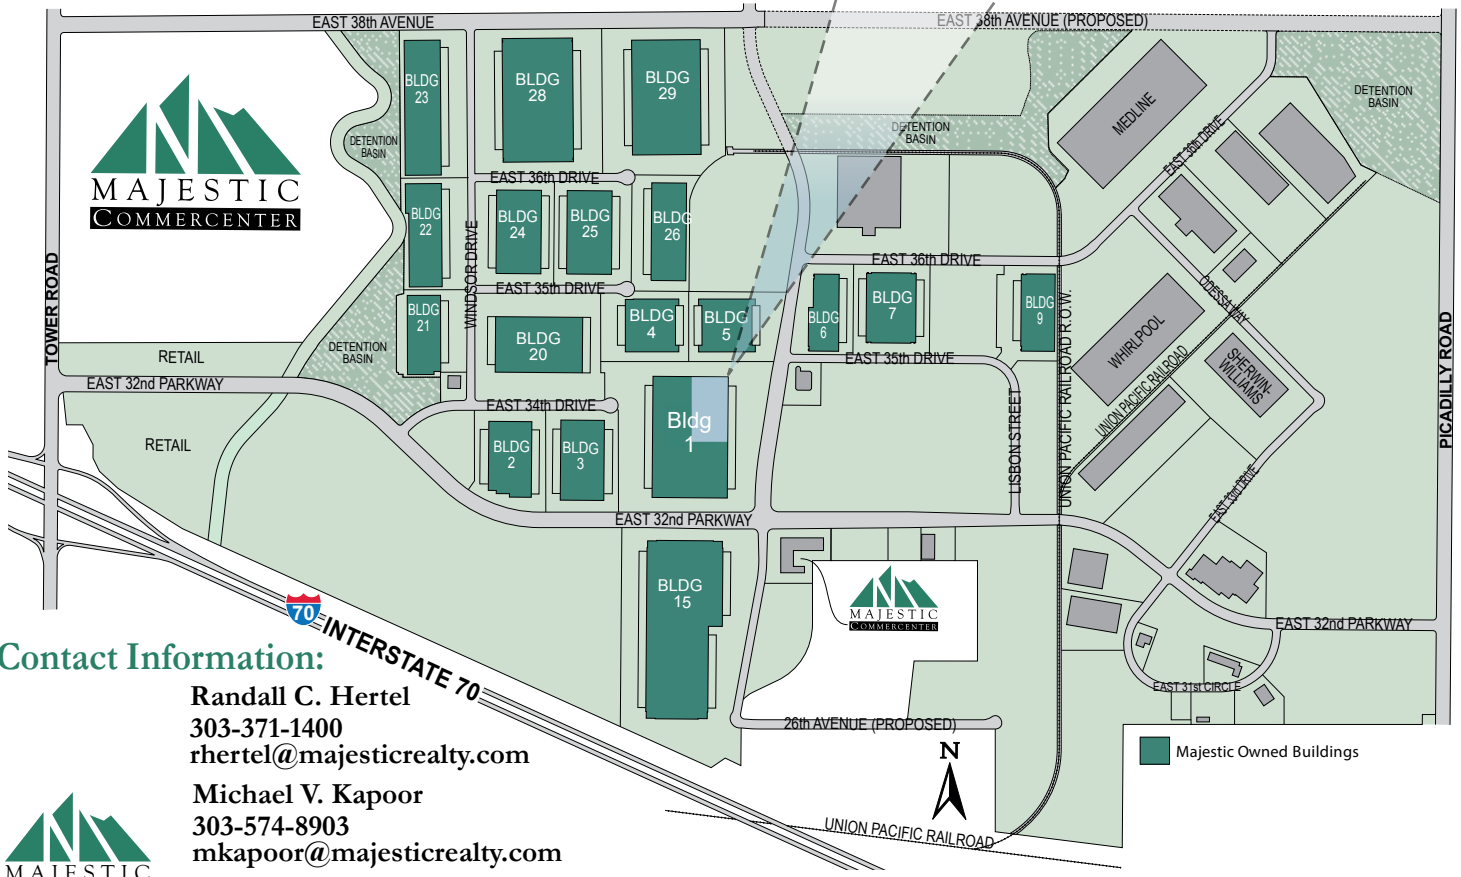 EAST 38th AVENUE
EAST 38th AVENUE (PROPOSED)
BLDG
23
BLDG
28
BLDG
29
MEDLINE
DETENTION
BASIN
DETENTION
BASIN
DETENTION
BASIN
EAST 36th DRIVE
MAJESTIC
COMMERCENTER
EAST 36th DRIVE
BLDG
22
BLDG
24
BLDG
25
BLDG
26
WINDSOR DRIVE
EAST 36th DRIVE
TOWER ROAD
EAST 35th DRIVE
ODESSA WAY
BLDG
21
BLDG
4
BLDG
5
BLDG
6
BLDG
7
BLDG
9
UNION PACIFIC RAILROAD R.O.W.
WHIRLPOOL
UNION PACIFIC RAILROAD
SHERWIN-
WILLIAMS
PICADILLY ROAD
DETENTION
BASIN
BLDG
20
RETAIL
EAST 35th DRIVE
EAST 32nd PARKWAY
EAST 34th DRIVE
LISBON STREET
Bldg
1
RETAIL
BLDG
2
BLDG
3
EAST 33rd DRIVE
EAST 32nd PARKWAY
BLDG
15
MAJESTIC
COMMERCENTER
70
INTERSTATE 70
EAST 32nd PARKWAY
EAST 31st CIRCLE
26th AVENUE (PROPOSED)
N
Majestic Owned Buildings
UNION PACIFIC RAILROAD
Contact Information:
Randall C. Hertel
303-371-1400
rhertel@majesticrealty.com
Michael V. Kapoor
303-574-8903
mkapoor@majesticrealty.com
MAJESTIC